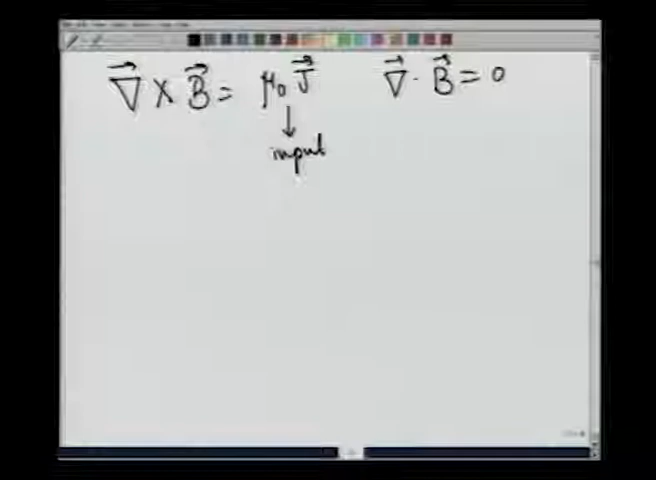 ∇⃗ × B⃗ = μ₀ J⃗ ∇⃗ · B⃗ = 0
↓
input